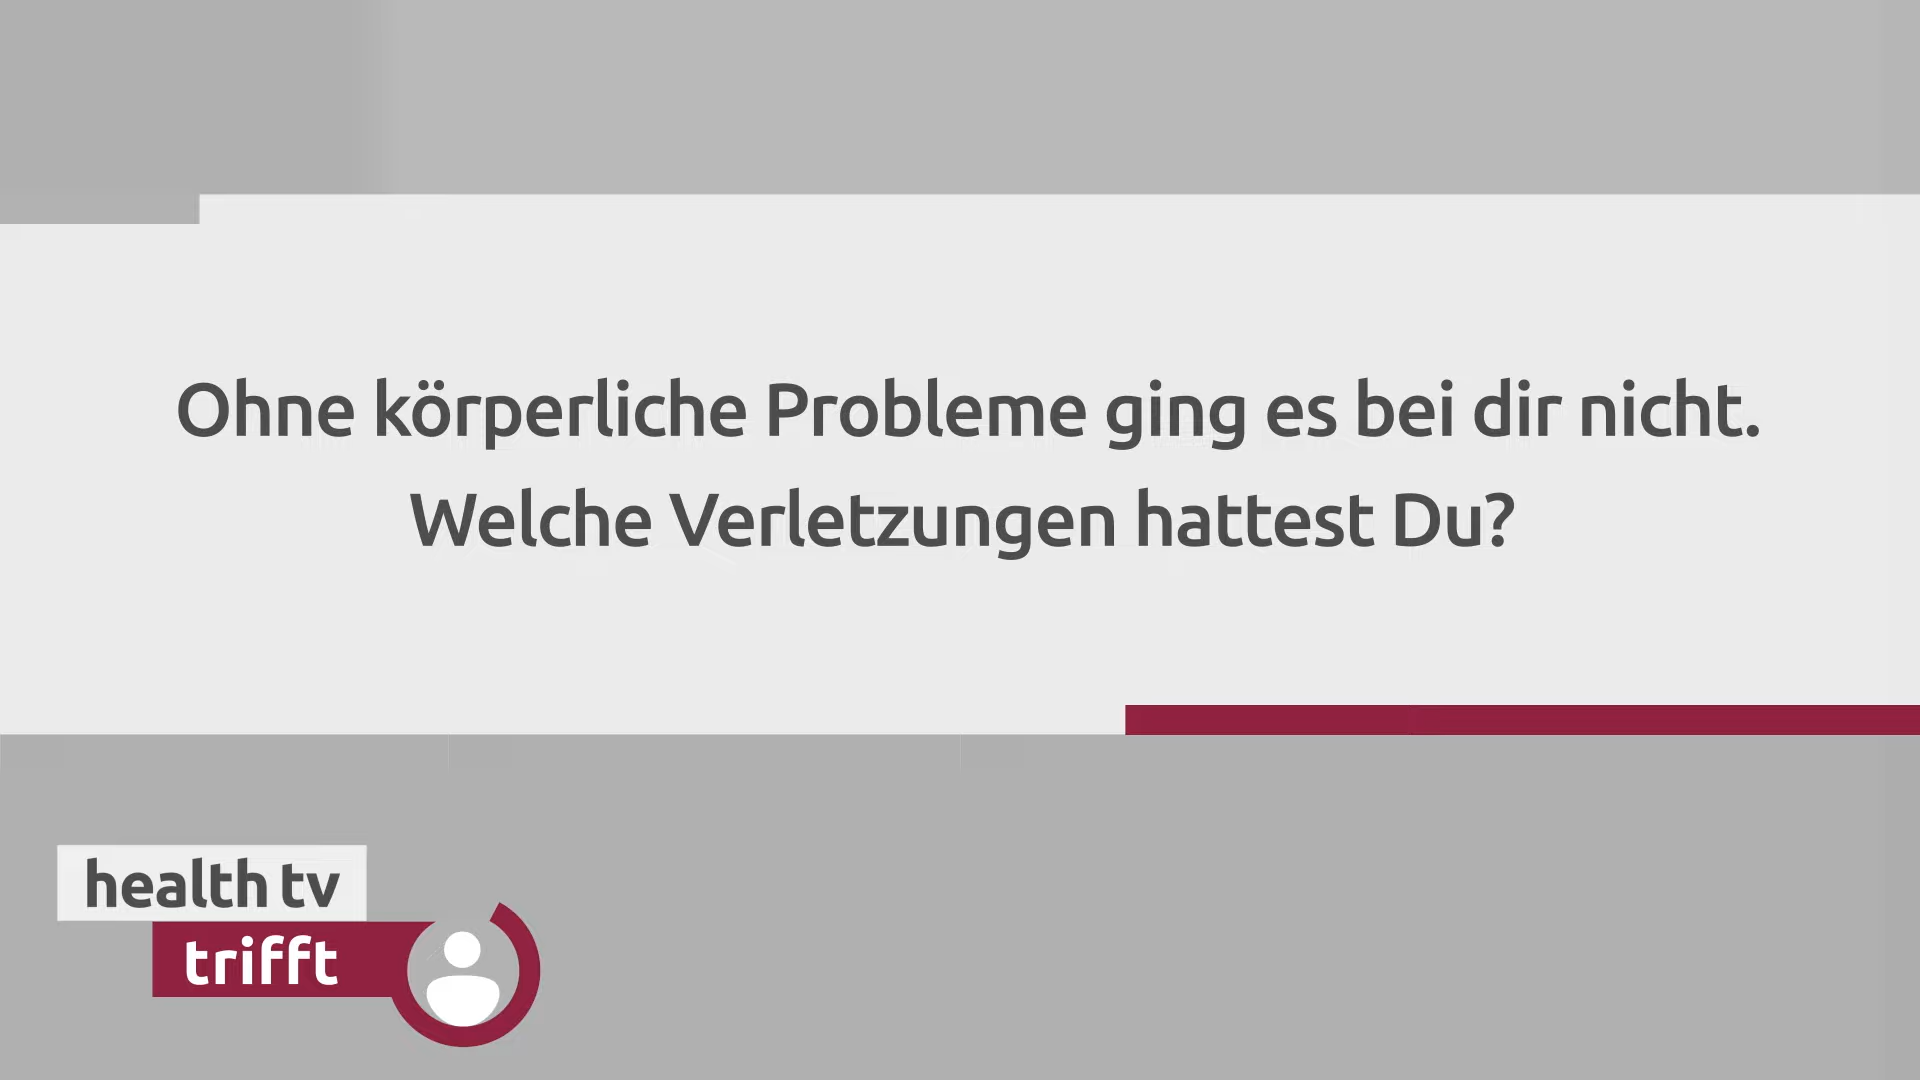 Ohne körperliche Probleme ging es bei dir nicht.
Welche Verletzungen hattest Du?
health tv
trifft